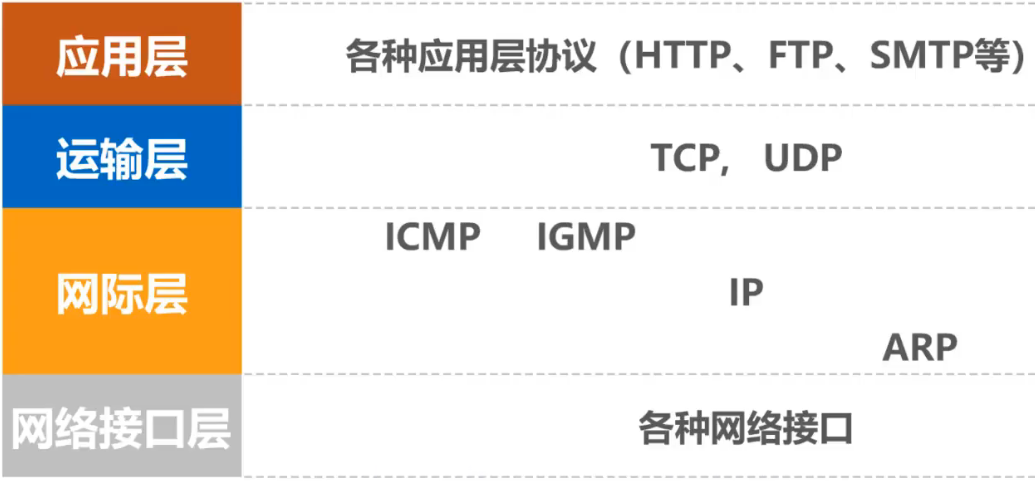 应用层 各种应用层协议（HTTP、FTP、SMTP等）
运输层 TCP, UDP
ICMP IGMP
网际层 IP
ARP
网络接口层 各种网络接口